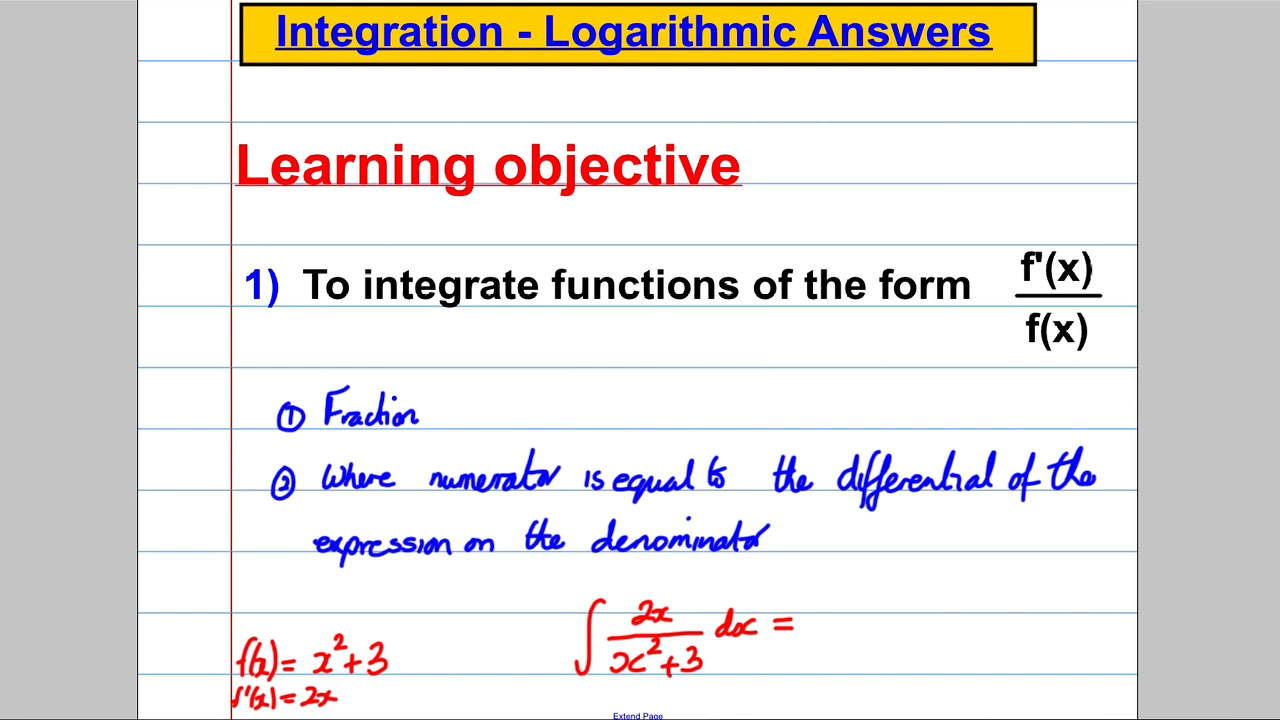 Integration - Logarithmic Answers
Learning objective
1) To integrate functions of the form f'(x)/f(x)
① Fraction
② Where numerator is equal to the differential of the
expression on the denominator
f(x) = x²+3
f'(x) = 2x
∫ 2x/(x²+3) dx =
Extend Page